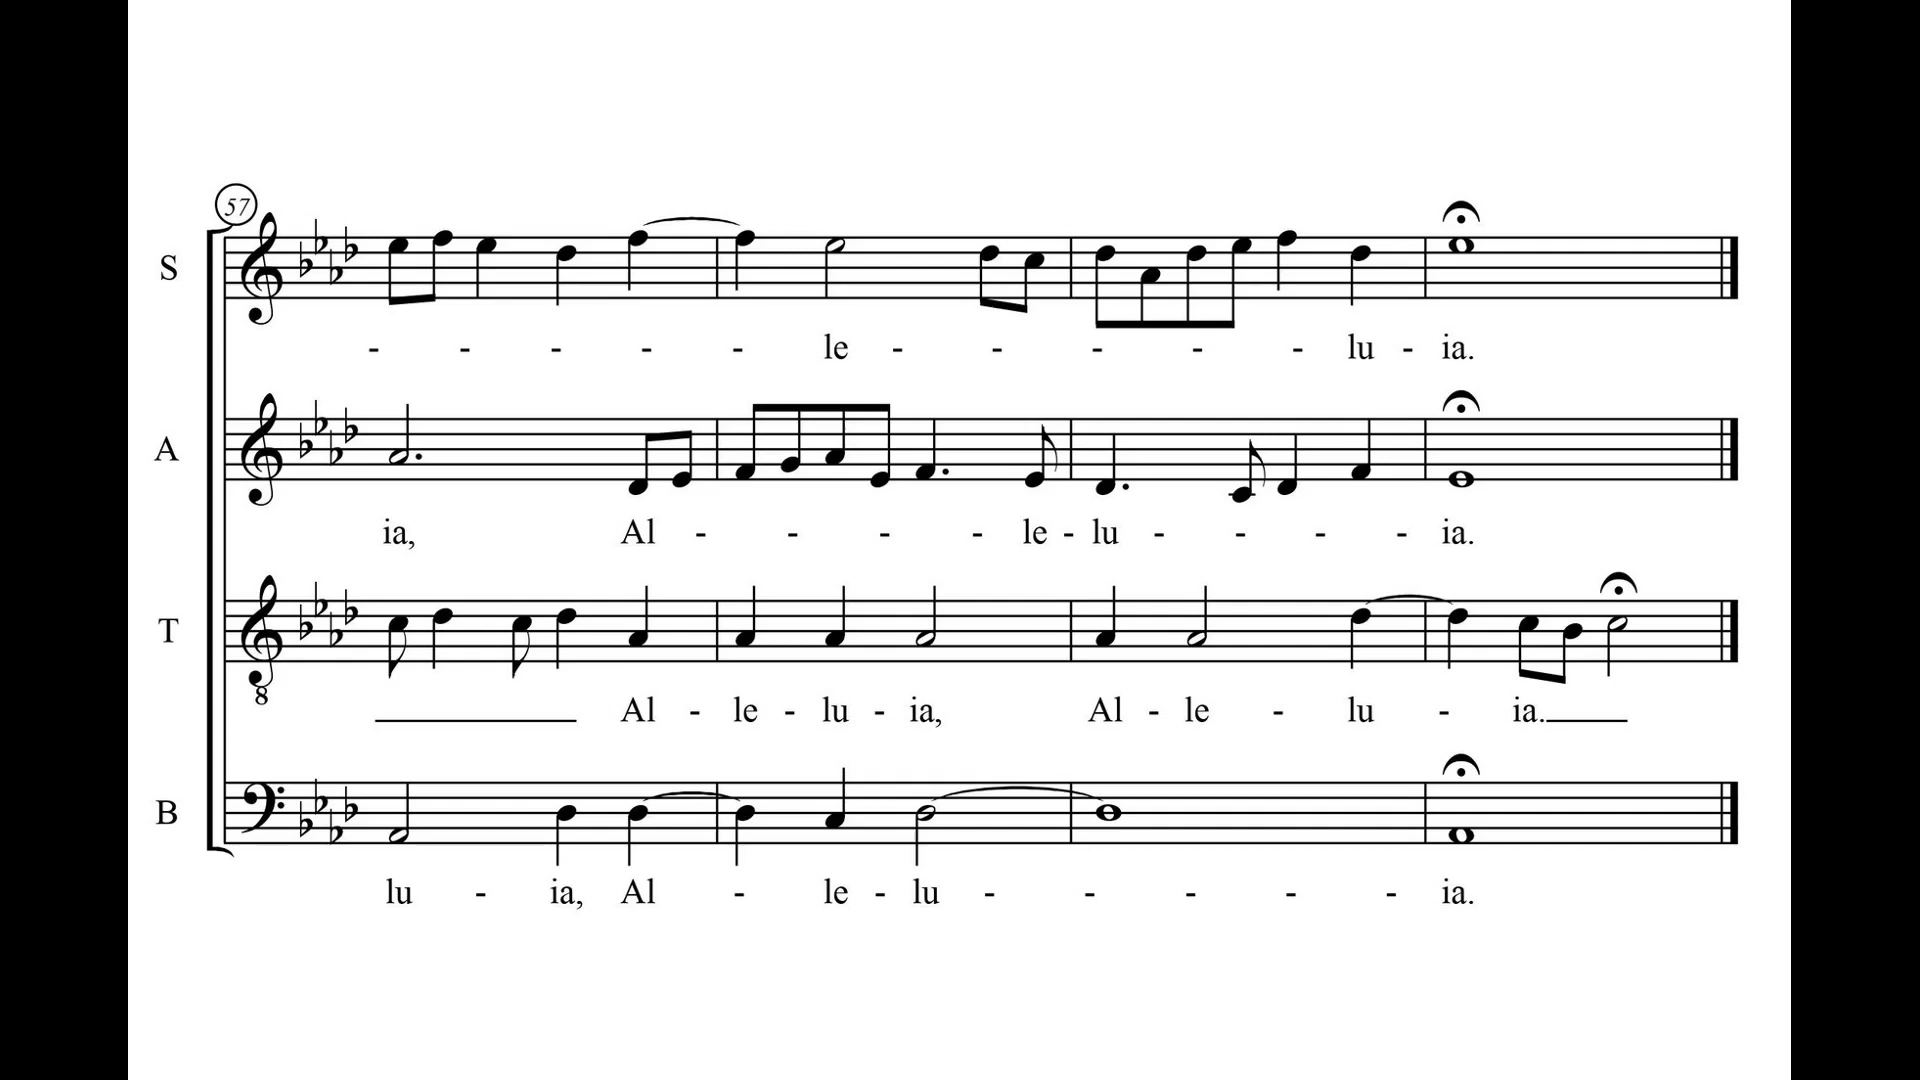 57
S
- - - - - le - - - - - lu - ia.
A
ia, Al - - - - le - lu - - - - ia.
T
8
Al - le - lu - ia, Al - le - lu - ia.
B
lu - ia, Al - le - lu - - - - - ia.